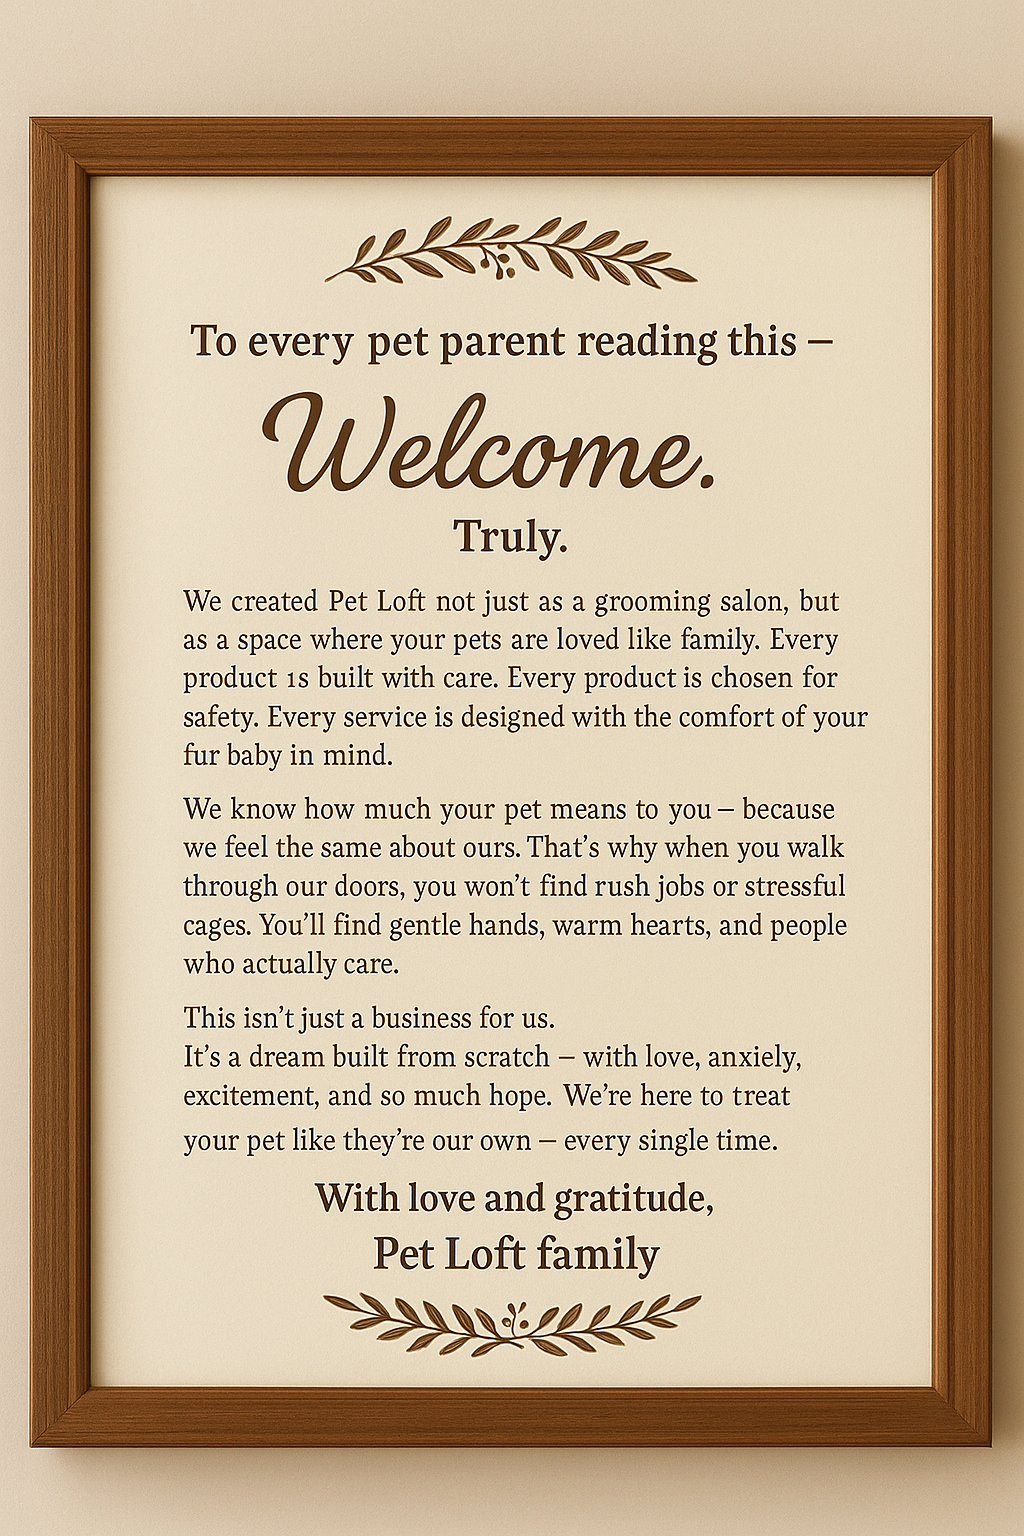 To every pet parent reading this –
Welcome.
Truly.
We created Pet Loft not just as a grooming salon, but
as a space where your pets are loved like family. Every
product 1s built with care. Every product is chosen for
safety. Every service is designed with the comfort of your
fur baby in mind.
We know how much your pet means to you – because
we feel the same about ours. That's why when you walk
through our doors, you won't find rush jobs or stressful
cages. You'll find gentle hands, warm hearts, and people
who actually care.
This isn't just a business for us.
It's a dream built from scratch – with love, anxiely,
excitement, and so much hope. We're here to treat
your pet like they're our own – every single time.
With love and gratitude,
Pet Loft family